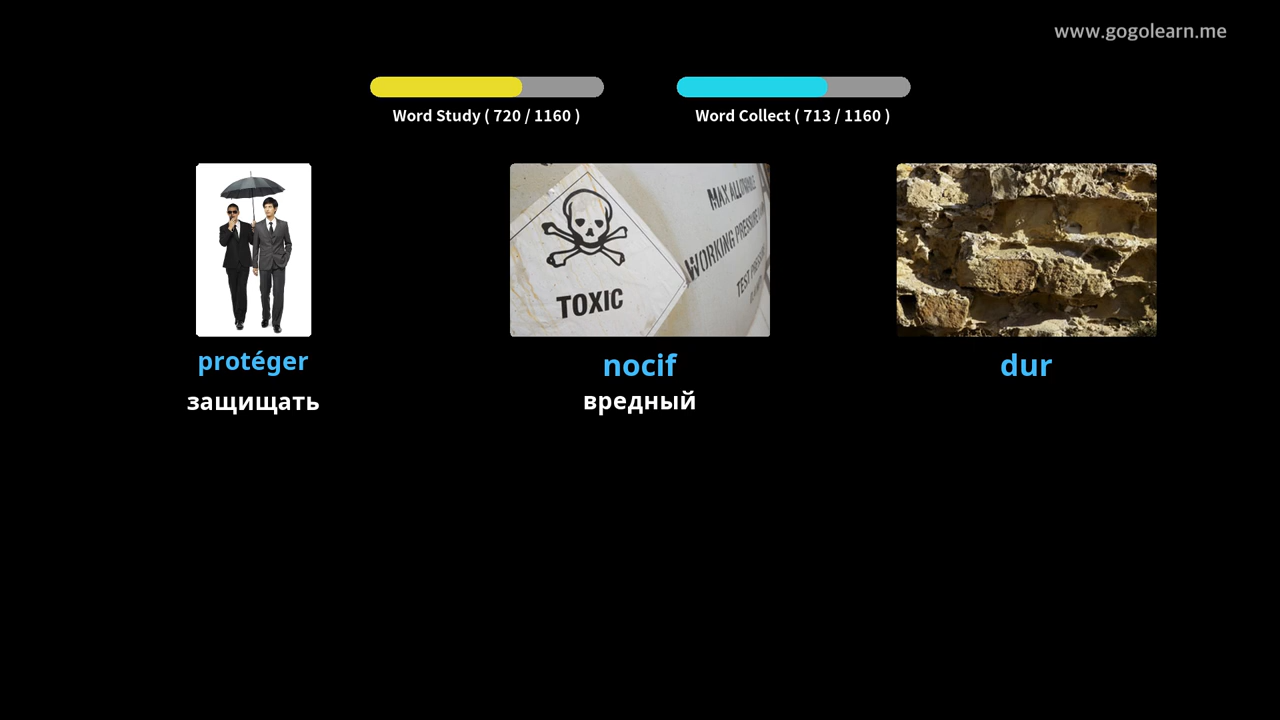 www.gogolearn.me
Word Study ( 720 / 1160 )
Word Collect ( 713 / 1160 )
TOXIC
MAX ALL
WORKING PRESSURE
TEST
protéger
nocif
dur
защищать
вредный